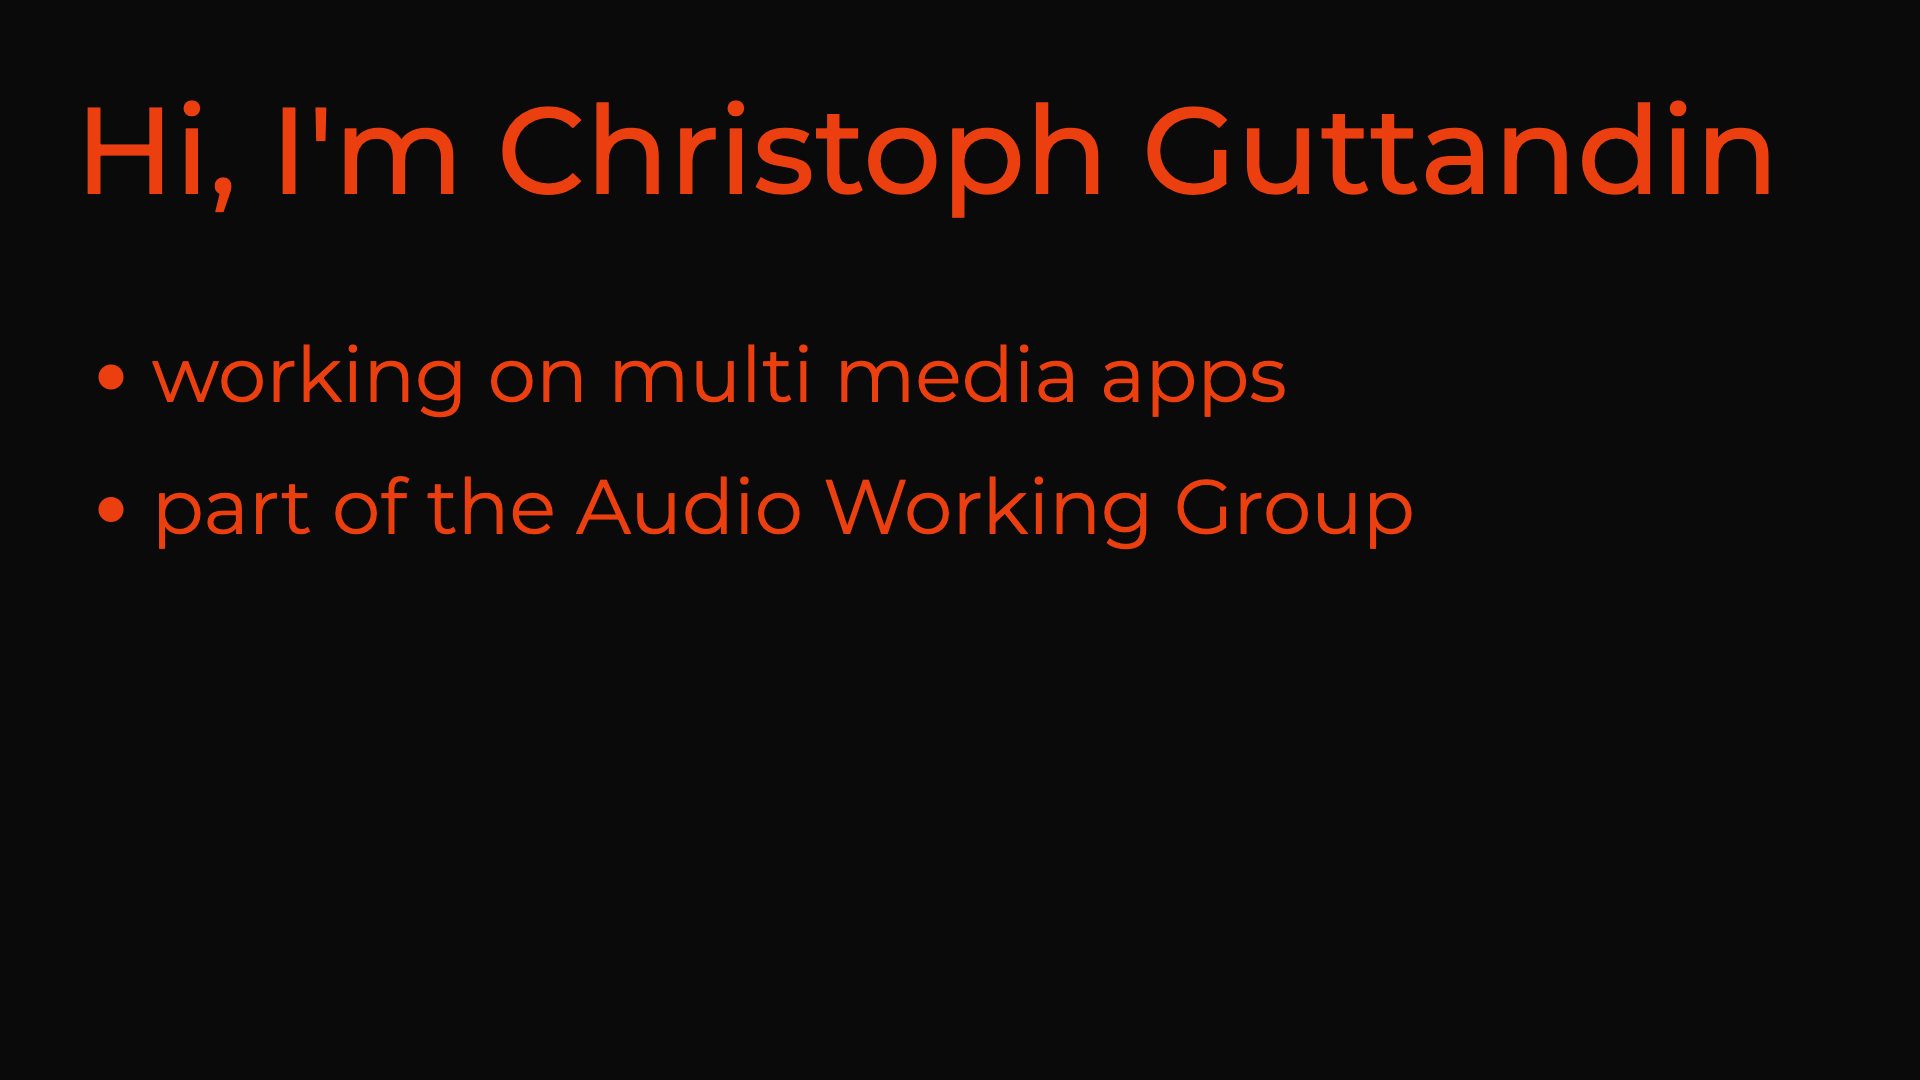 Hi, I'm Christoph Guttandin
• working on multi media apps
• part of the Audio Working Group